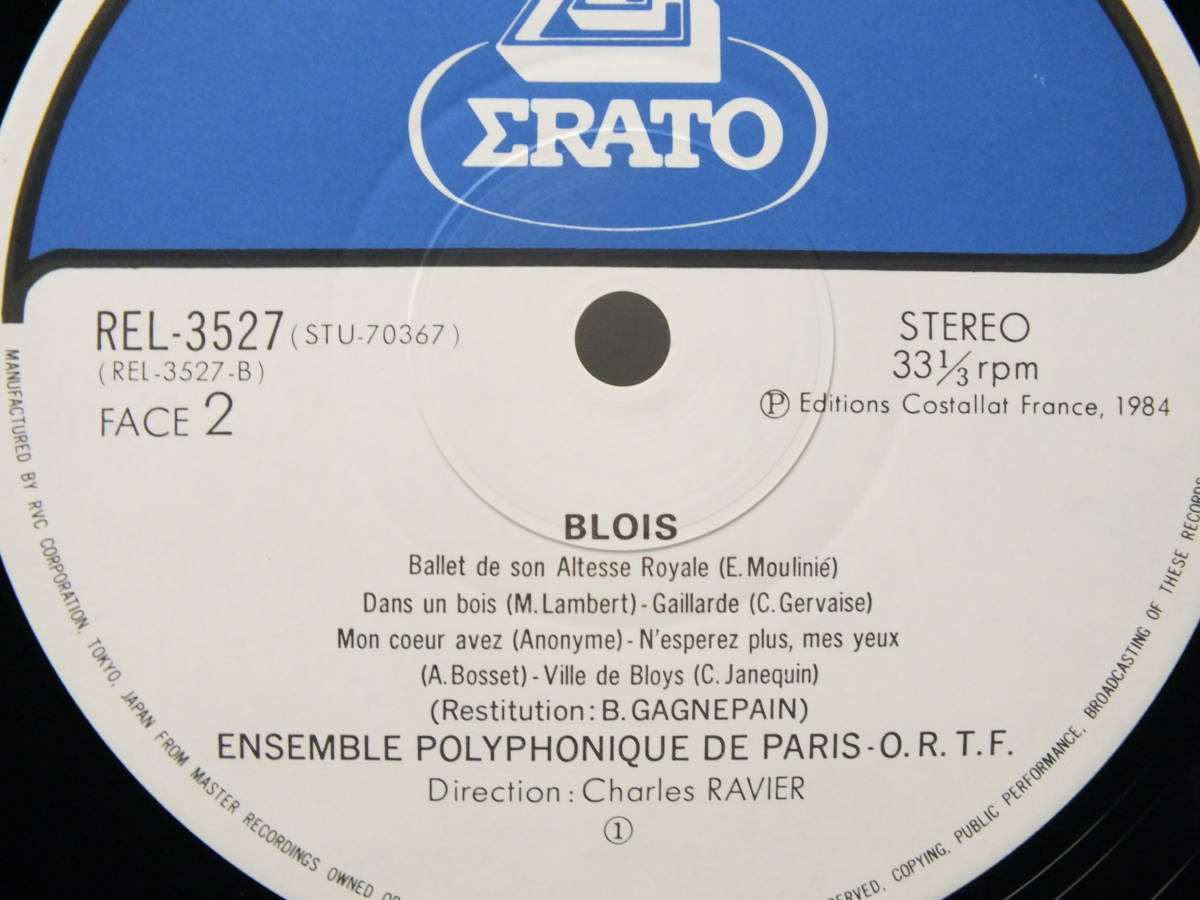 ΣRATO
REL-3527 (STU-70367)
(REL-3527-B)
FACE 2
STEREO
33 1/3 rpm
Ⓟ Editions Costallat France, 1984
BLOIS
Ballet de son Altesse Royale (E. Moulinié)
Dans un bois (M. Lambert) - Gaillarde (C. Gervaise)
Mon coeur avez (Anonyme) - N'esperez plus, mes yeux
(A. Bosset) - Ville de Bloys (C. Janequin)
(Restitution: B. GAGNEPAIN)
ENSEMBLE POLYPHONIQUE DE PARIS - O. R. T. F.
Direction: Charles RAVIER
①
MANUFACTURED BY RVC CORPORATION, TOKYO, JAPAN FROM MASTER RECORDINGS OWNED
COPYING, PUBLIC PERFORMANCE, BROADCASTING OF THESE RECORDS